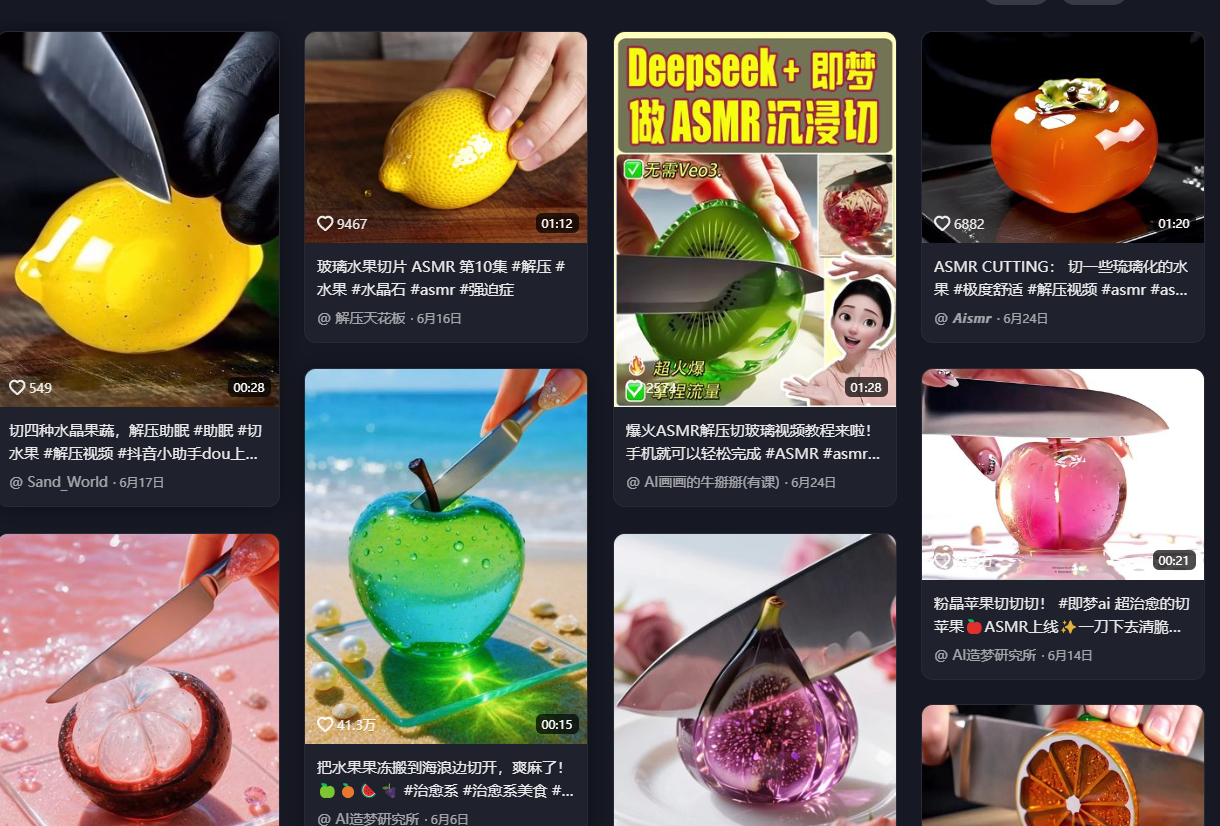 549
00:28
切四种水晶果蔬，解压助眠 #助眠 #切
水果 #解压视频 #抖音小助手dou上...
@ Sand_World · 6月17日
9467
01:12
玻璃水果切片 ASMR 第10集 #解压 #
水果 #水晶石 #asmr #强迫症
@ 解压天花板 · 6月16日
41.3万
00:15
把水果果冻搬到海浪边切开，爽麻了！
🍏 🍊 🍉 🍇 #治愈系 #治愈系美食 #...
@ AI造梦研究所 · 6月6日
Deepseek + 即梦
做 ASMR 沉浸切
✅无需Veo3.
🔥 超火爆
✅拿捏流量
2574
01:28
爆火ASMR解压切玻璃视频教程来啦！
手机就可以轻松完成 #ASMR #asmr...
@ AI画画的牛掰掰(有课) · 6月24日
6882
01:20
ASMR CUTTING： 切一些琉璃化的水
果 #极度舒适 #解压视频 #asmr #as...
@ Aismr · 6月24日
00:21
粉晶苹果切切切！ #即梦ai 超治愈的切
苹果🍎ASMR上线✨一刀下去清脆...
@ AI造梦研究所 · 6月14日